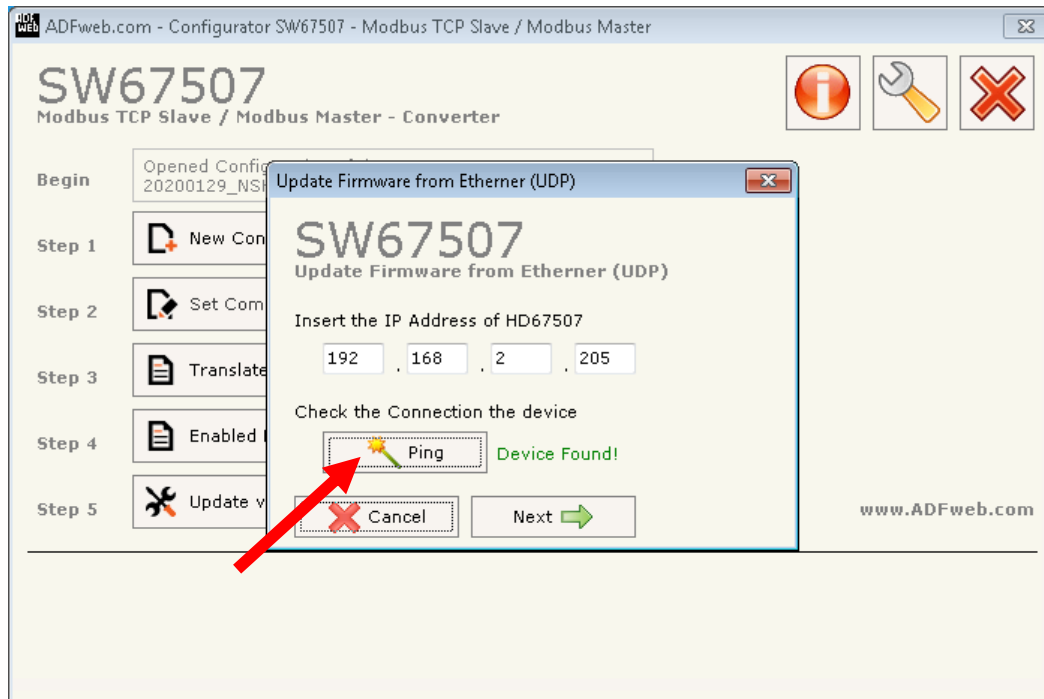 ADFweb.com - Configurator SW67507 - Modbus TCP Slave / Modbus Master
SW67507
Modbus TCP Slave / Modbus Master - Converter
Begin
Opened Config
20200129_NSH
Step 1
New Con
Step 2
Set Com
Step 3
Translate
Step 4
Enabled
Step 5
Update v
www.ADFweb.com
Update Firmware from Etherner (UDP)
SW67507
Update Firmware from Etherner (UDP)
Insert the IP Address of HD67507
192 . 168 . 2 . 205
Check the Connection the device
Ping Device Found!
Cancel Next